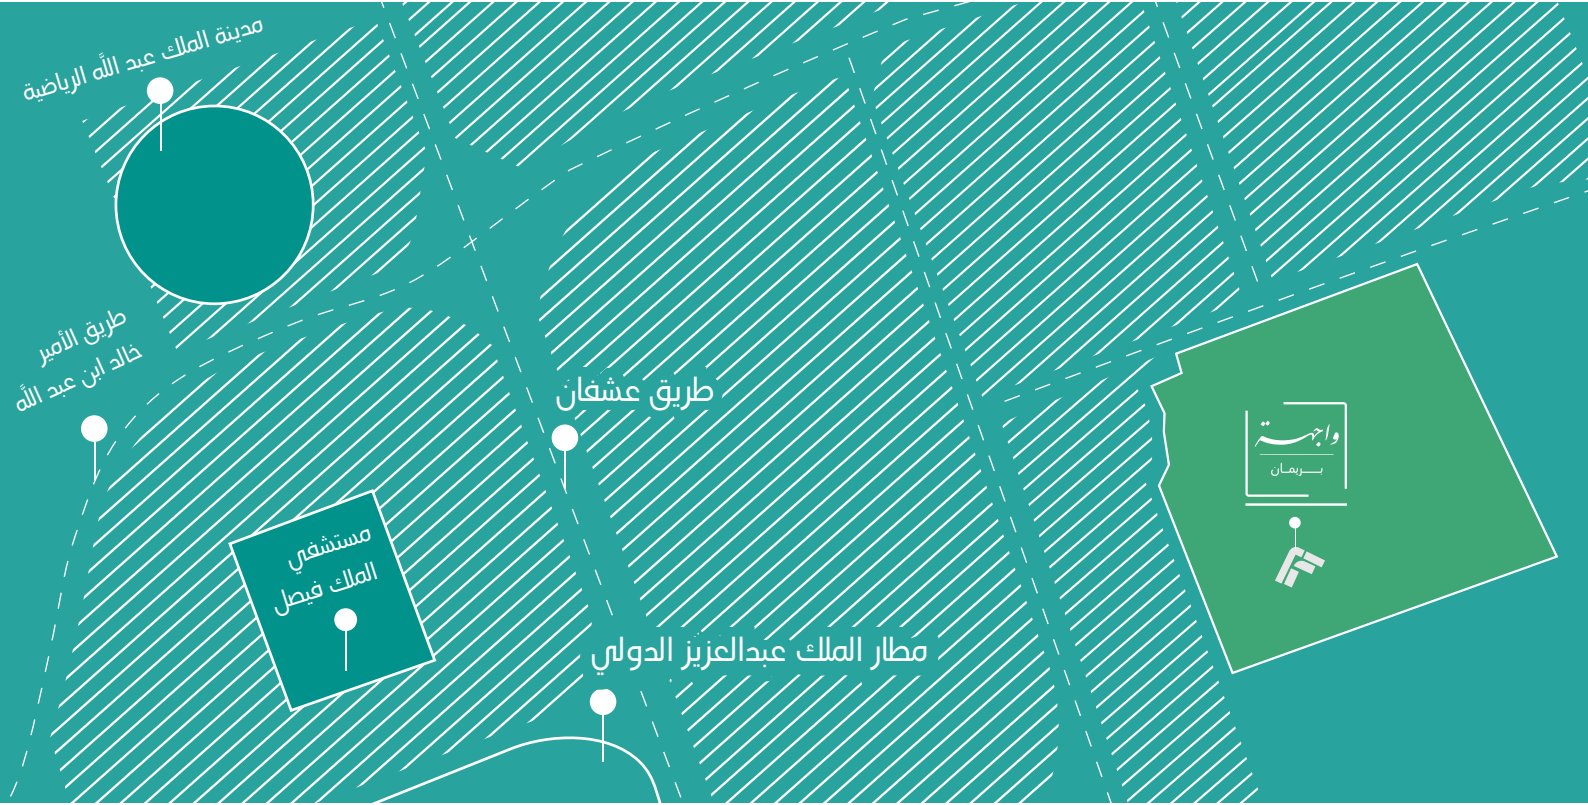 مدينة الملك عبد الله الرياضية
طريق الأمير
خالد ابن عبد الله
طريق عشفان
مستشفى
الملك فيصل
مطار الملك عبدالعزيز الدولي
واجهة
بريمان